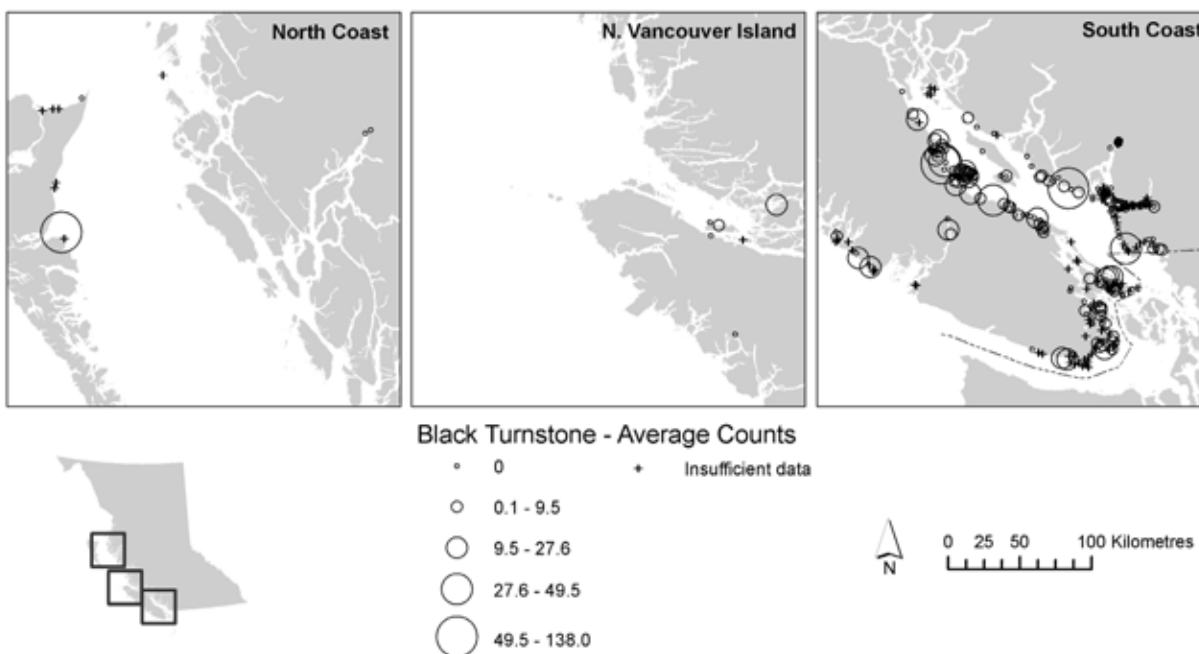 North Coast
N. Vancouver Island
South Coast
Black Turnstone - Average Counts
0
Insufficient data
0.1 - 9.5
9.5 - 27.6
27.6 - 49.5
49.5 - 138.0
N
0 25 50 100 Kilometres